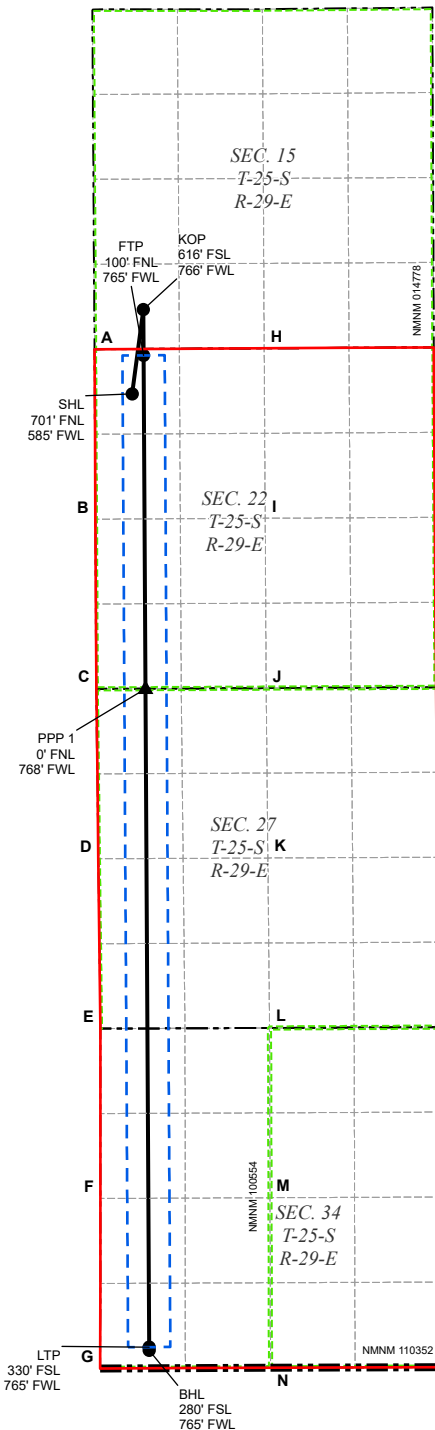 SEC. 15
T-25-S
R-29-E
NMNM 014778
FTP
100' FNL
765' FWL
KOP
616' FSL
766' FWL
A
H
SHL
701' FNL
585' FWL
B
SEC. 22
T-25-S
R-29-E
I
C
J
PPP 1
0' FNL
768' FWL
D
SEC. 27
T-25-S
R-29-E
K
E
L
F
NMNM 100554
M
SEC. 34
T-25-S
R-29-E
NMNM 110352
G
LTP
330' FSL
765' FWL
N
BHL
280' FSL
765' FWL